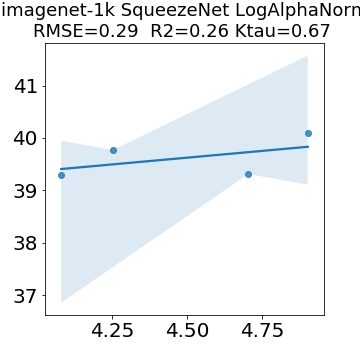 imagenet-1k SqueezeNet LogAlphaNorm
RMSE=0.29 R2=0.26 Ktau=0.67
41
40
39
38
37
4.25 4.50 4.75